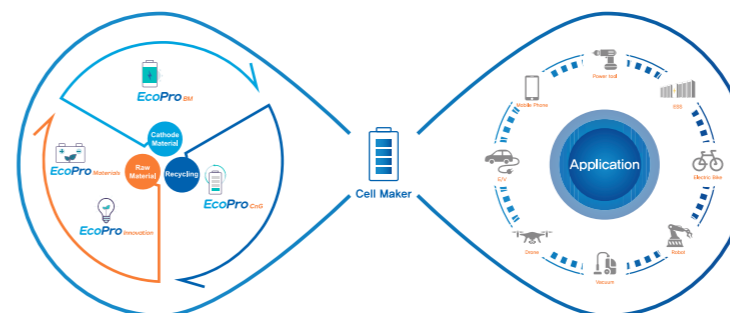 EcoPro BM
Cathode
Material
EcoPro Materials
Raw
Material
Recycling
EcoPro CnG
EcoPro Innovation
Cell Maker
Application
Power tool
Mobile Phone
ESS
E/V
Electric Bike
Drone
Robot
Vacuum